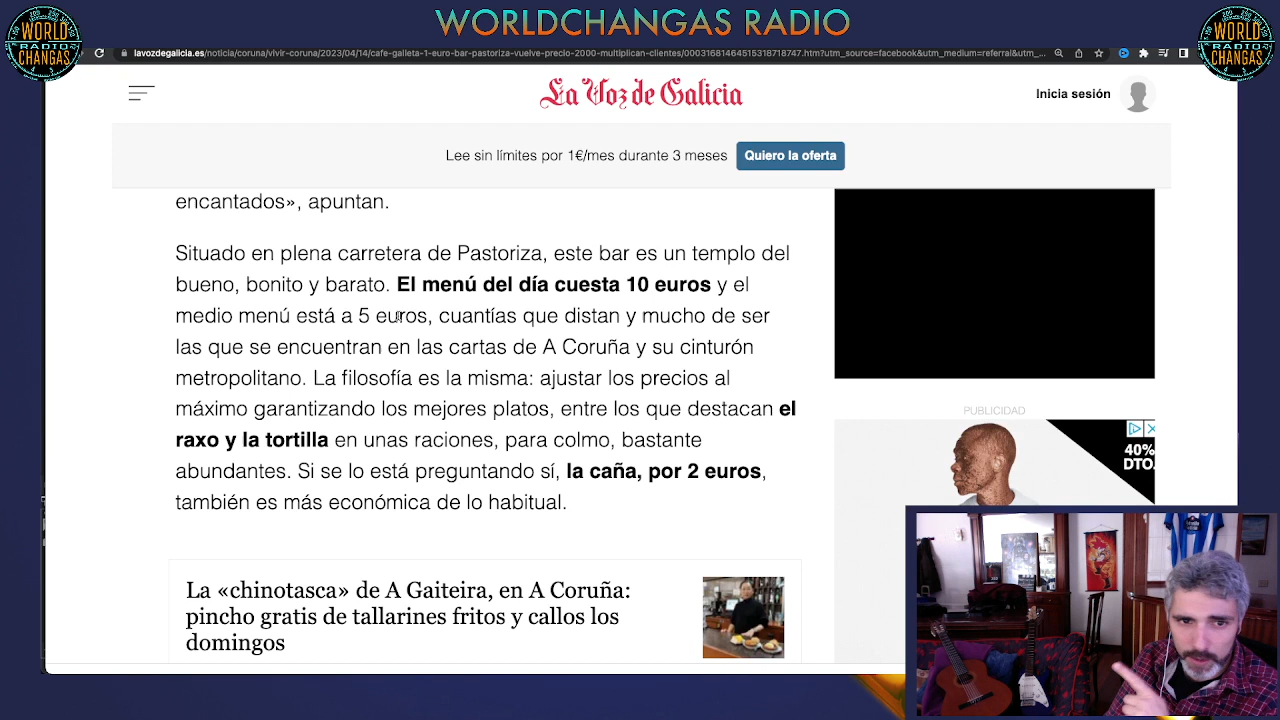 WORLDCHANGAS RADIO
WORLD
RADIO
CHANGAS
WORLD
RADIO
CHANGAS
lavozdegalicia.es/noticia/coruna/vivir-coruna/2023/04/14/cafe-galleta-1-euro-bar-pastoriza-vuelve-precio-2000-multiplican-clientes/00031681464515318718747.htm?utm_source=facebook&utm_medium=referral&utm_...
La Voz de Galicia
Inicia sesión
Lee sin límites por 1€/mes durante 3 meses
Quiero la oferta
encantados», apuntan.
Situado en plena carretera de Pastoriza, este bar es un templo del
bueno, bonito y barato. El menú del día cuesta 10 euros y el
medio menú está a 5 euros, cuantías que distan y mucho de ser
las que se encuentran en las cartas de A Coruña y su cinturón
metropolitano. La filosofía es la misma: ajustar los precios al
máximo garantizando los mejores platos, entre los que destacan el
raxo y la tortilla en unas raciones, para colmo, bastante
abundantes. Si se lo está preguntando sí, la caña, por 2 euros,
también es más económica de lo habitual.
PUBLICIDAD
40%
DTO.
La «chinotasca» de A Gaiteira, en A Coruña:
pincho gratis de tallarines fritos y callos los
domingos